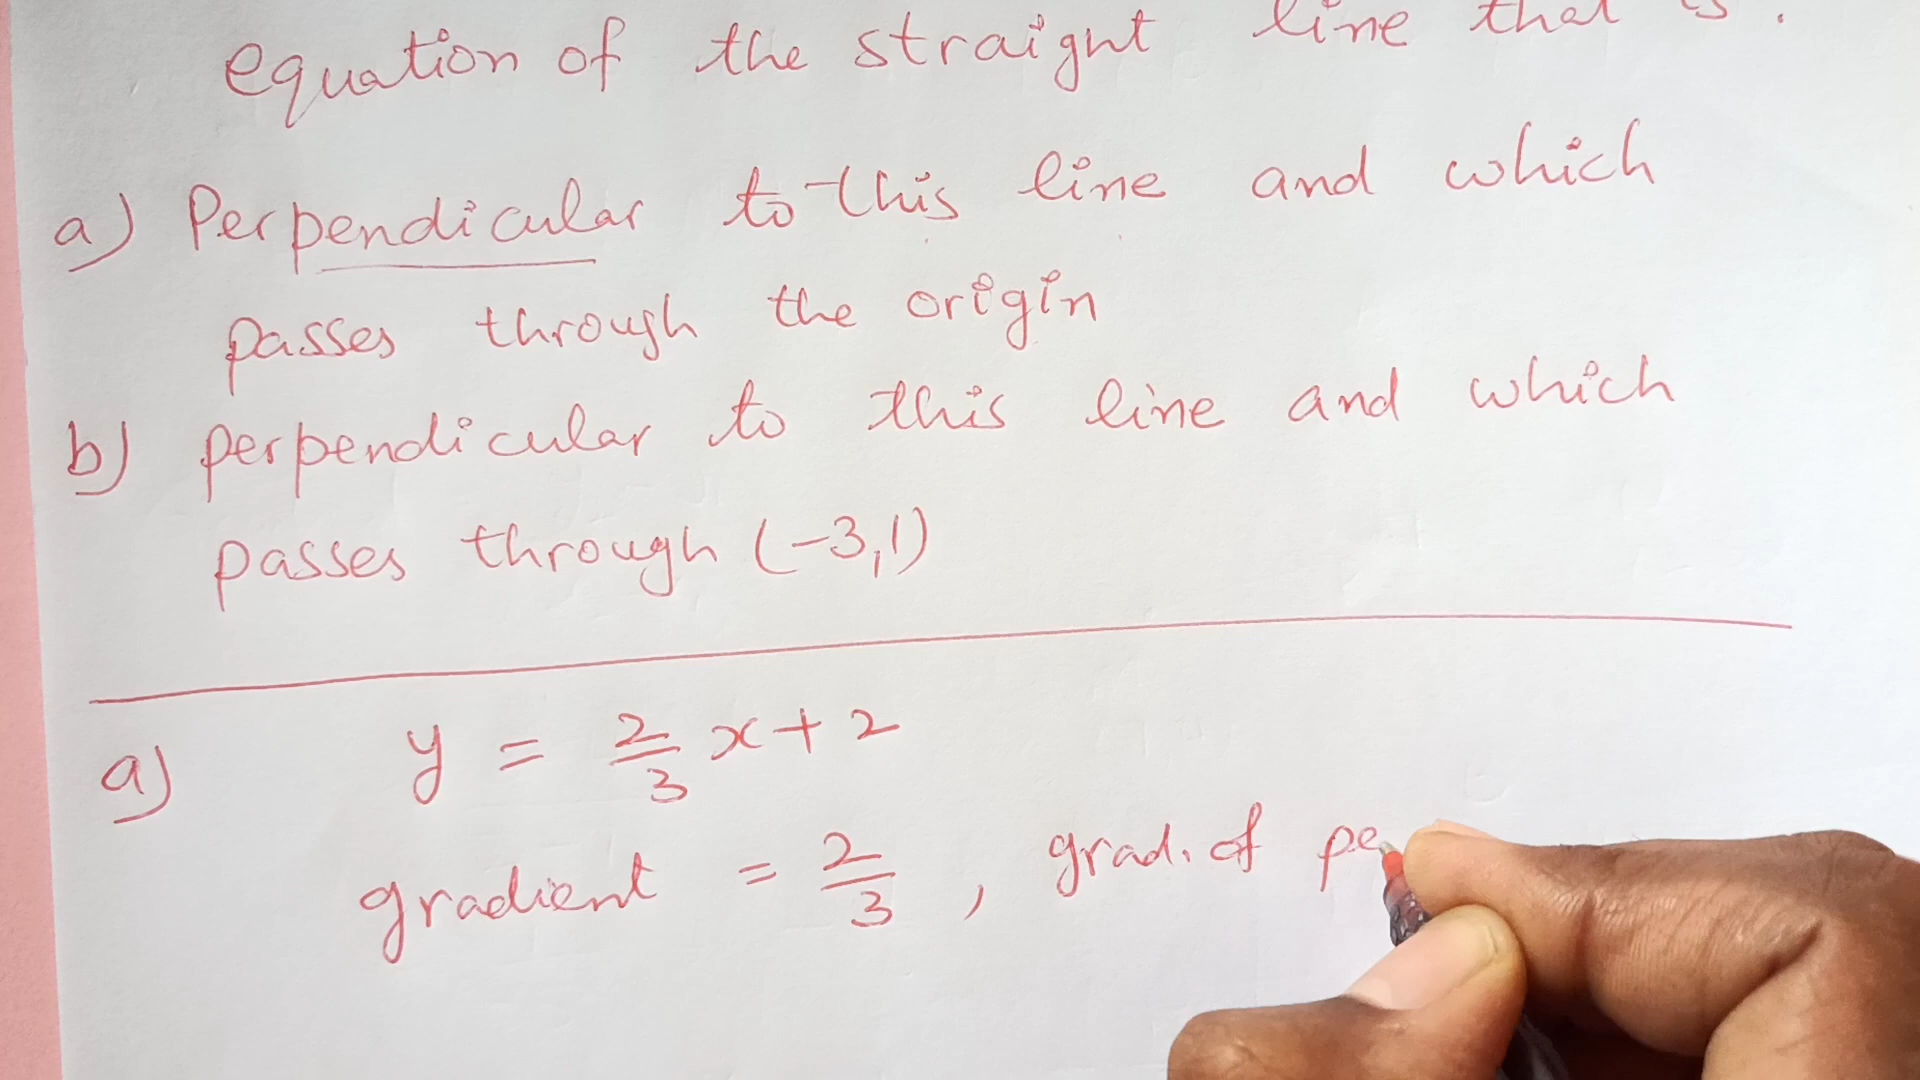 equation of the straight line that is.
a) Perpendicular to this line and which
passes through the origin
b) perpendicular to this line and which
passes through (-3,1)
a) y = 2/3 x + 2
gradient = 2/3 , grad. of pe